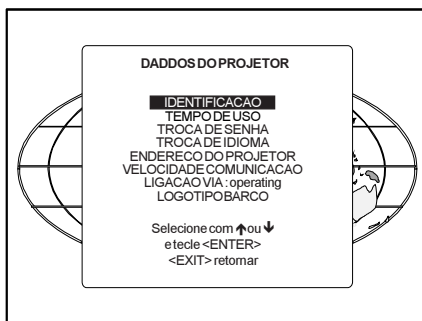 DADDOS DO PROJETOR
IDENTIFICACAO
TEMPO DE USO
TROCA DE SENHA
TROCA DE IDIOMA
ENDERECO DO PROJETOR
VELOCIDADE COMUNICACAO
LIGACAO VIA : operating
LOGOTIPO BARCO
Selecione com ↑ ou ↓
e tecle <ENTER>
<EXIT> retornar